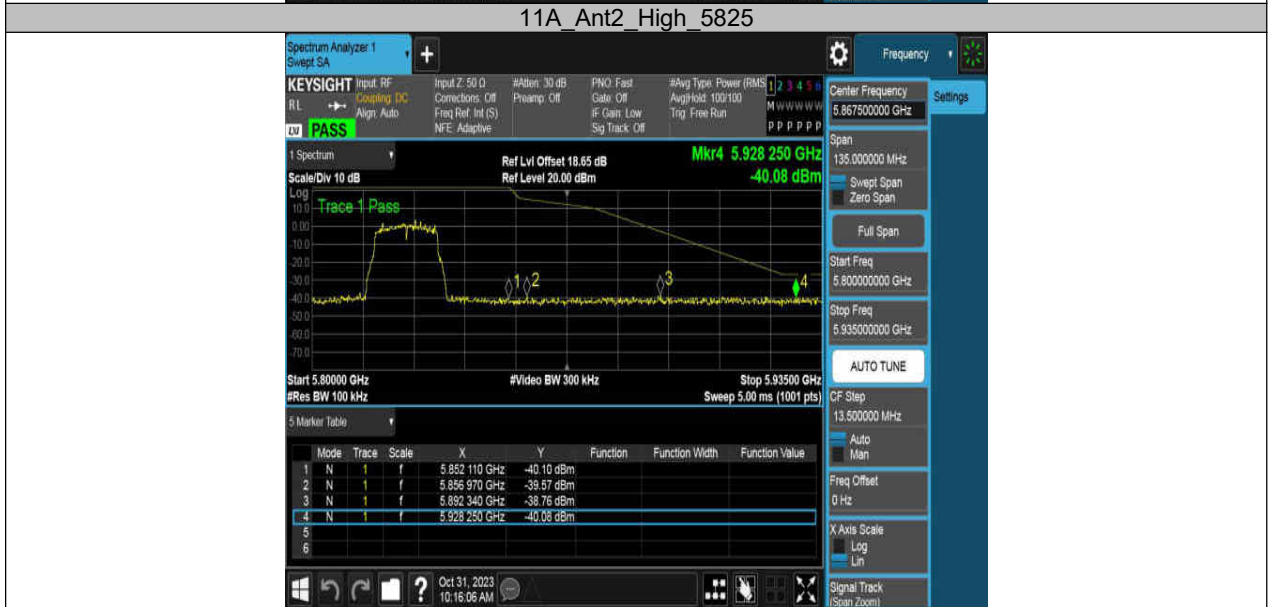 11A_Ant2_High_5825
Spectrum Analyzer 1
Swept SA
+
Frequency
KEYSIGHT
RL
Input: RF
Coupling: DC
Align: Auto
Input Z: 50 Ω
Corrections: Off
Freq Ref: Int (S)
NFE: Adaptive
#Atten: 30 dB
Preamp: Off
PNO: Fast
Gate: Off
IF Gain: Low
Sig Track: Off
#Avg Type: Power (RMS
Avg|Hold: 100/100
Trig: Free Run
1 2 3 4 5 6
M W W W W W
P P P P P P
LXI PASS
Center Frequency
5.867500000 GHz
Settings
Span
135.000000 MHz
Swept Span
Zero Span
Full Span
Start Freq
5.800000000 GHz
Stop Freq
5.935000000 GHz
AUTO TUNE
CF Step
13.500000 MHz
Auto
Man
Freq Offset
0 Hz
X Axis Scale
Log
Lin
Signal Track
(Span Zoom)
1 Spectrum
Scale/Div 10 dB
Ref Lvl Offset 18.65 dB
Ref Level 20.00 dBm
Mkr4 5.928 250 GHz
-40.08 dBm
Log
Trace 1 Pass
10.0
0.00
-10.0
-20.0
-30.0
-40.0
-50.0
-60.0
-70.0
1
2
3
4
Start 5.80000 GHz
#Res BW 100 kHz
#Video BW 300 kHz
Stop 5.93500 GHz
Sweep 5.00 ms (1001 pts)
5 Marker Table
Mode Trace Scale X Y Function Function Width Function Value
1 N 1 f 5.852 110 GHz -40.10 dBm
2 N 1 f 5.856 970 GHz -39.57 dBm
3 N 1 f 5.892 340 GHz -38.76 dBm
4 N 1 f 5.928 250 GHz -40.08 dBm
5
6
?
Oct 31, 2023
10:16:06 AM